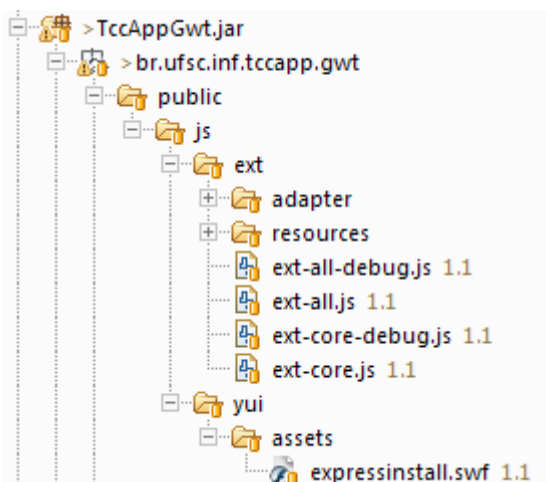 >TccAppGwt.jar
>br.ufsc.inf.tccapp.gwt
public
js
ext
adapter
resources
ext-all-debug.js 1.1
ext-all.js 1.1
ext-core-debug.js 1.1
ext-core.js 1.1
yui
assets
expressinstall.swf 1.1